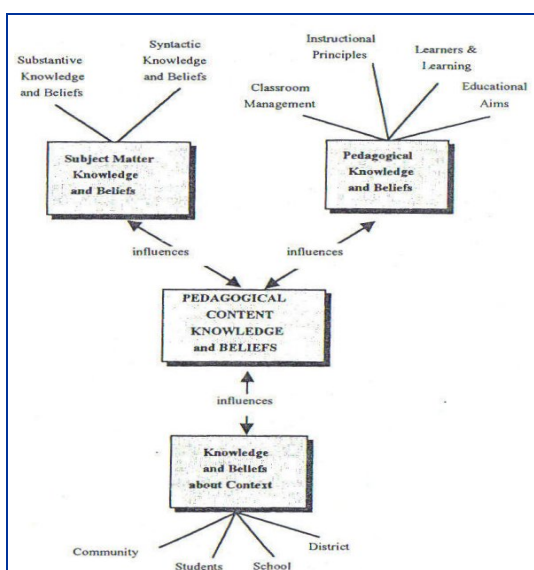 Substantive
Knowledge
and Beliefs
Syntactic
Knowledge
and Beliefs
Instructional
Principles
Learners &
Learning
Classroom
Management
Educational
Aims
Subject Matter
Knowledge
and Beliefs
Pedagogical
Knowledge
and Beliefs
influences
influences
PEDAGOGICAL
CONTENT
KNOWLEDGE
and BELIEFS
influences
Knowledge
and Beliefs
about Context
Community
Students
School
District